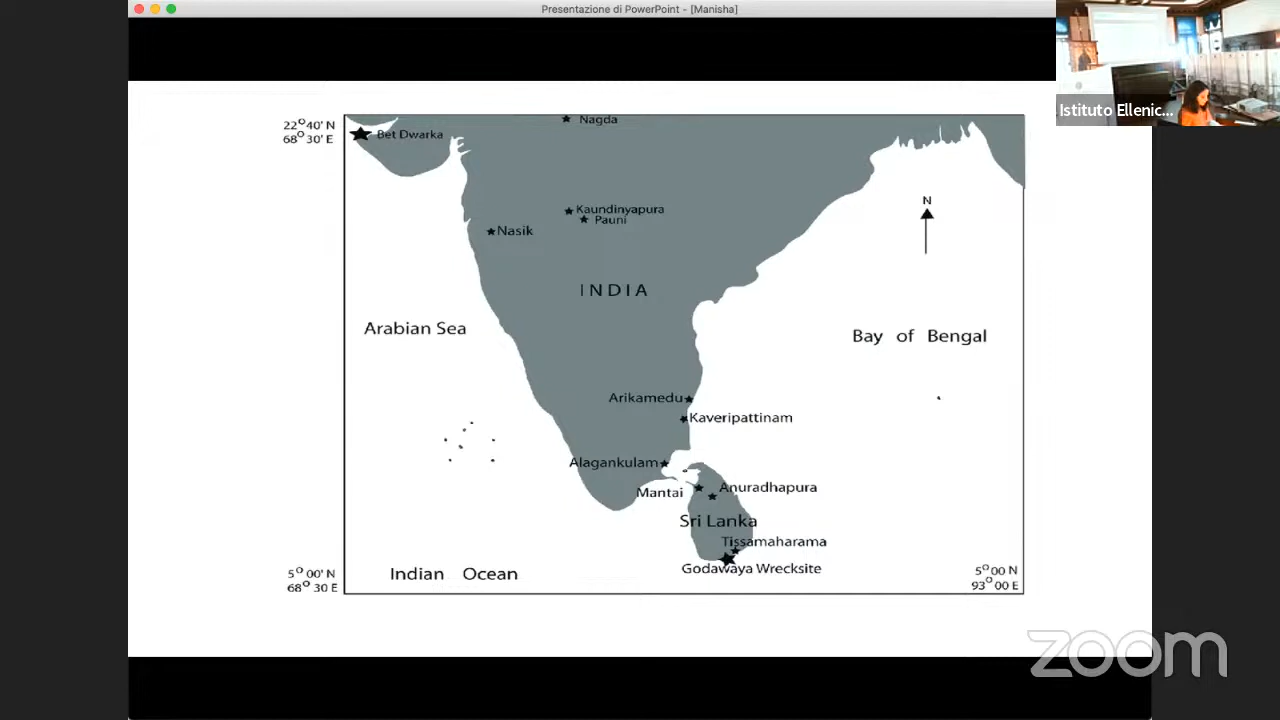 Presentazione di PowerPoint - [Manisha]
Istituto Ellenic...
22°40' N
68° 30' E
Bet Dwarka
Nagda
Kaundinyapura
Pauni
Nasik
N
INDIA
Arabian Sea
Bay of Bengal
Arikamedu
Kaveripattinam
Alagankulam
Mantai
Anuradhapura
Sri Lanka
Tissamaharama
Godawaya Wrecksite
Indian Ocean
5° 00' N
68° 30 E
5°00 N
93°00 E
zoom